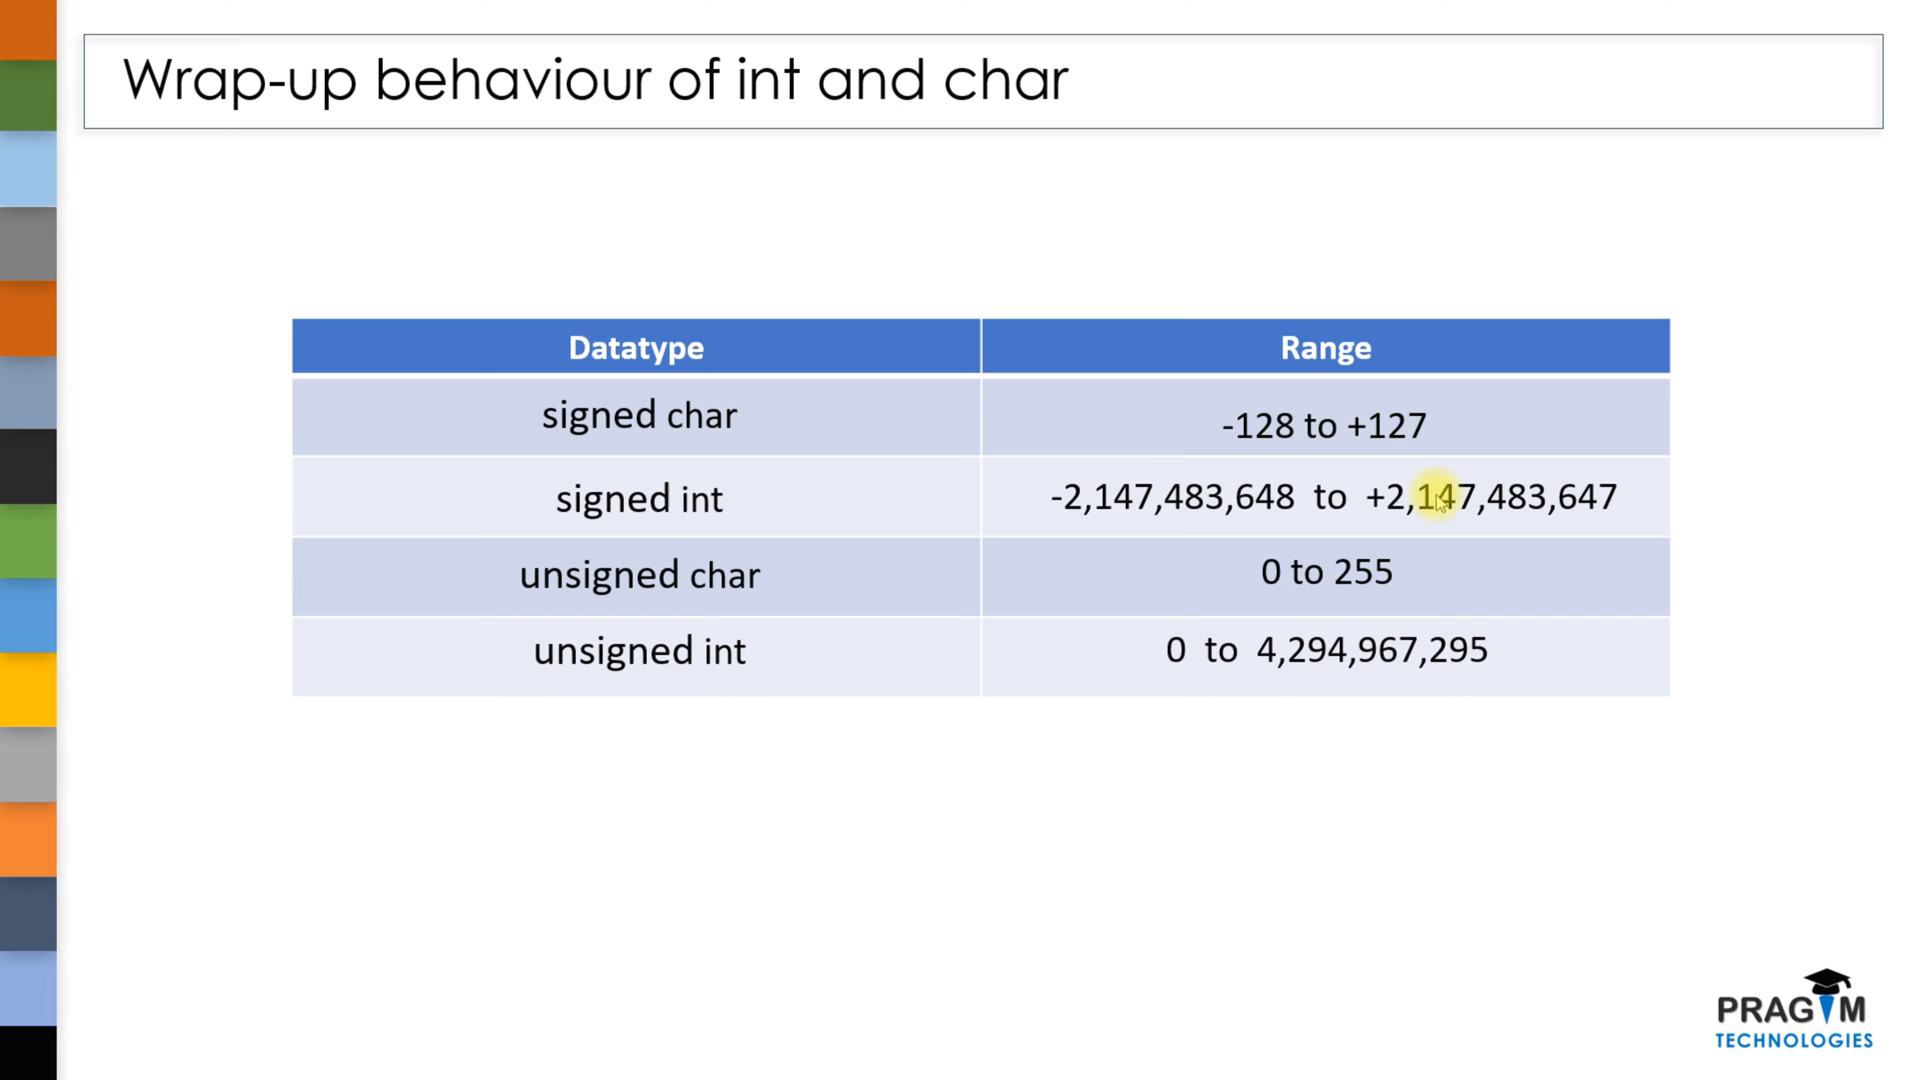 Wrap-up behaviour of int and char
Datatype Range
signed char -128 to +127
signed int -2,147,483,648 to +2,147,483,647
unsigned char 0 to 255
unsigned int 0 to 4,294,967,295
PRAGIM
TECHNOLOGIES